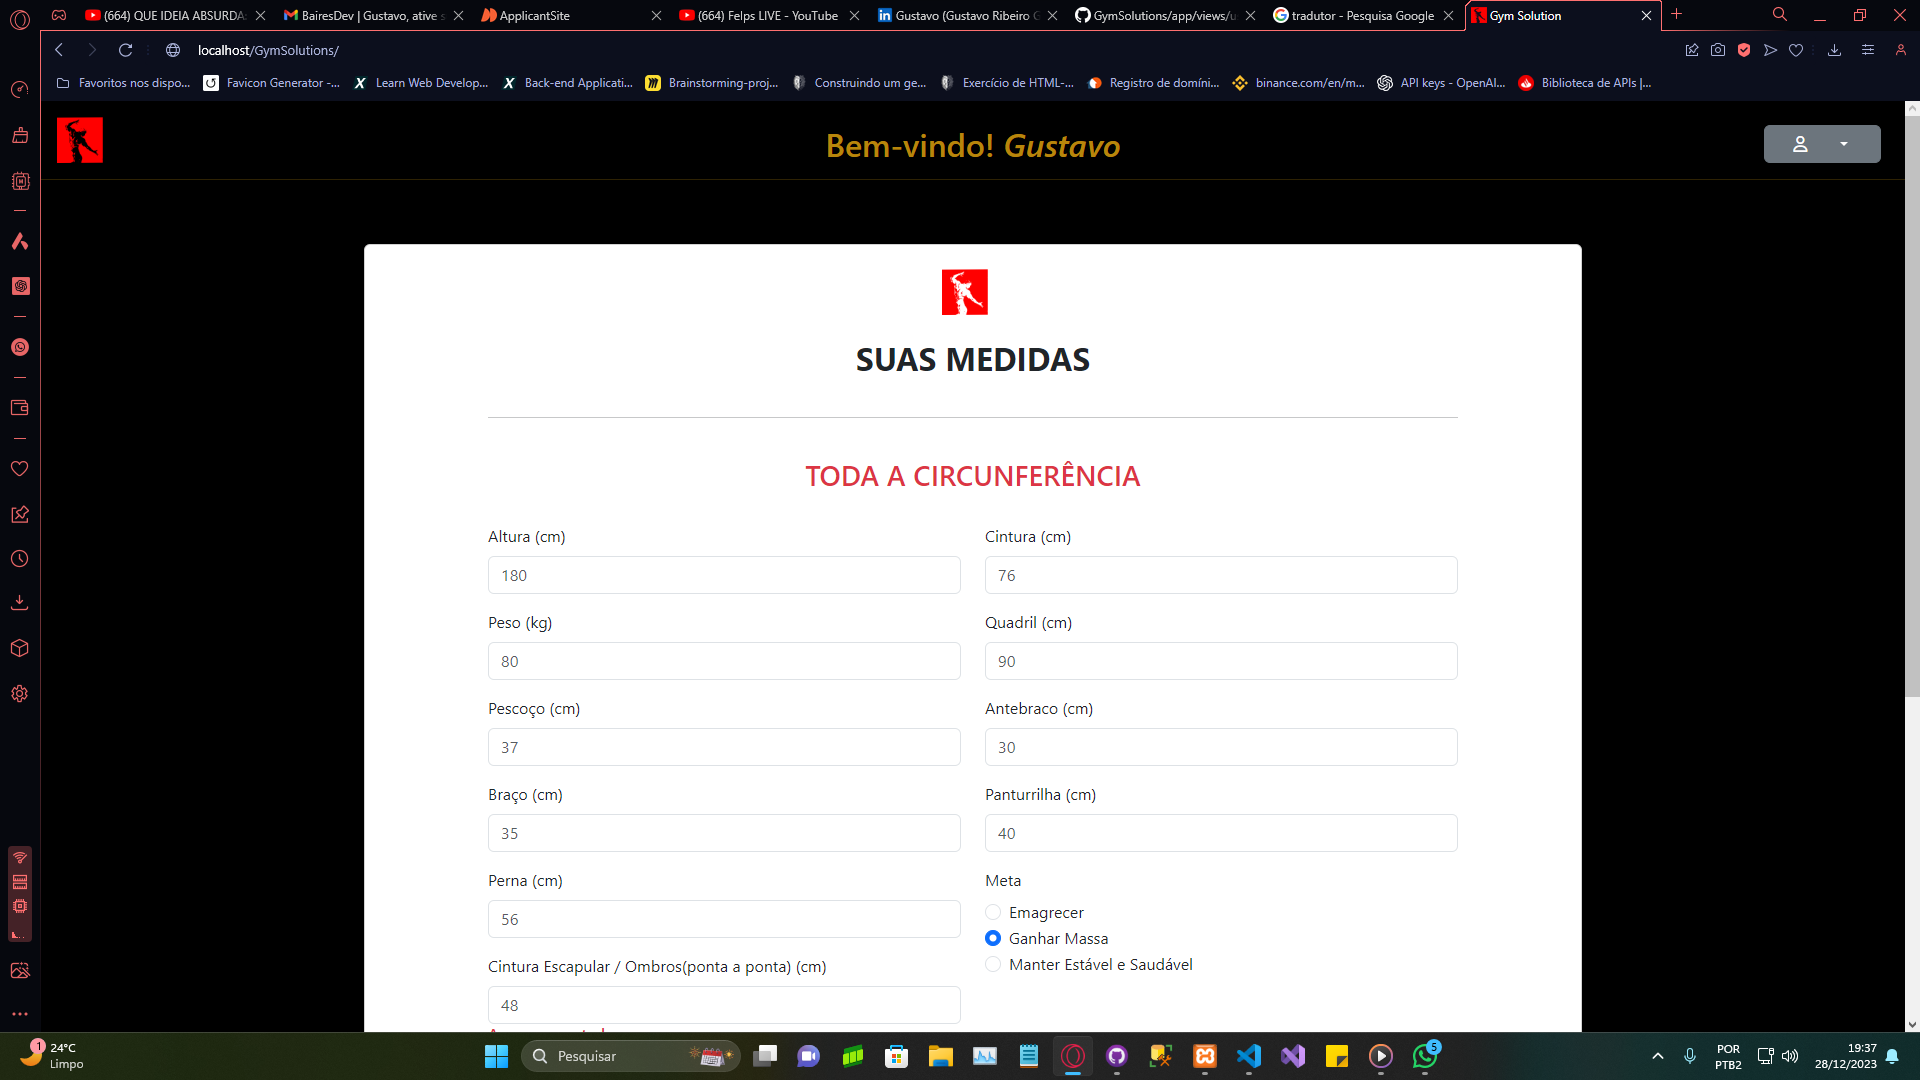 (664) QUE IDEIA ABSURDA
BairesDev | Gustavo, ative s
ApplicantSite
(664) Felps LIVE - YouTube
Gustavo (Gustavo Ribeiro G
GymSolutions/app/views/u
tradutor - Pesquisa Google
Gym Solution
localhost/GymSolutions/
Favoritos nos dispo...
Favicon Generator -...
Learn Web Develop...
Back-end Applicati...
Brainstorming-proj...
Construindo um ge...
Exercício de HTML-...
Registro de domíni...
binance.com/en/m...
API keys - OpenAI...
Biblioteca de APIs |...
Bem-vindo! Gustavo
SUAS MEDIDAS
TODA A CIRCUNFERÊNCIA
Altura (cm)
180
Cintura (cm)
76
Peso (kg)
80
Quadril (cm)
90
Pescoço (cm)
37
Antebraco (cm)
30
Braço (cm)
35
Panturrilha (cm)
40
Perna (cm)
56
Meta
Emagrecer
Ganhar Massa
Manter Estável e Saudável
Cintura Escapular / Ombros(ponta a ponta) (cm)
48
1
24°C
Limpo
Pesquisar
5
POR
PTB2
19:37
28/12/2023